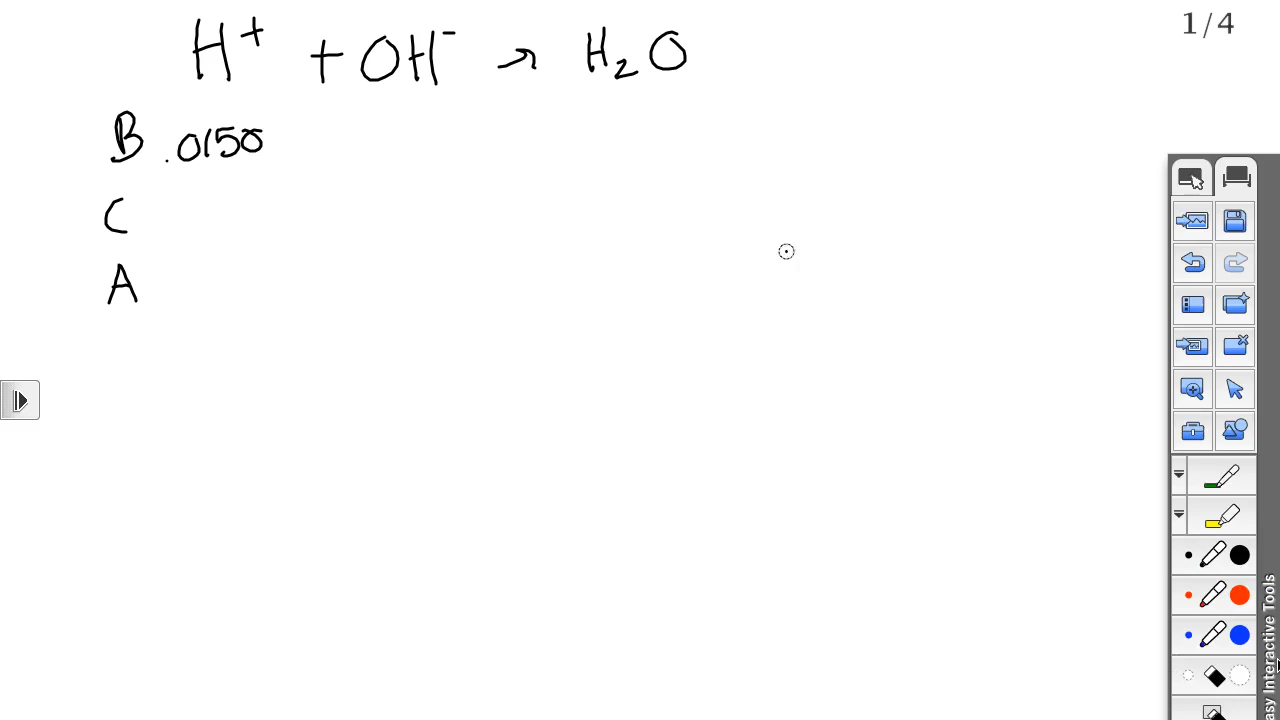 1/4
H⁺ + OH⁻ → H₂O
B .0150
C
A